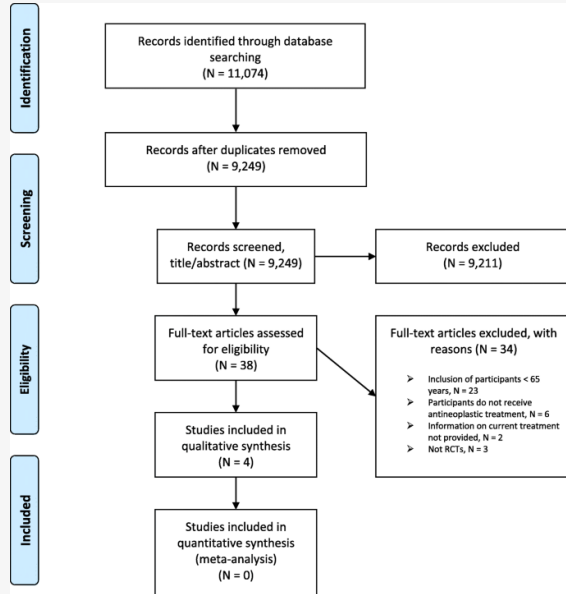 Identification
Records identified through database
searching
(N = 11,074)
Records after duplicates removed
(N = 9,249)
Screening
Records screened,
title/abstract (N = 9,249)
Records excluded
(N = 9,211)
Eligibility
Full-text articles assessed
for eligibility
(N = 38)
Full-text articles excluded, with
reasons (N = 34)
➢ Inclusion of participants < 65
years, N = 23
➢ Participants do not receive
antineoplastic treatment, N = 6
➢ Information on current treatment
not provided, N = 2
➢ Not RCTs, N = 3
Studies included in
qualitative synthesis
(N = 4)
Included
Studies included in
quantitative synthesis
(meta-analysis)
(N = 0)